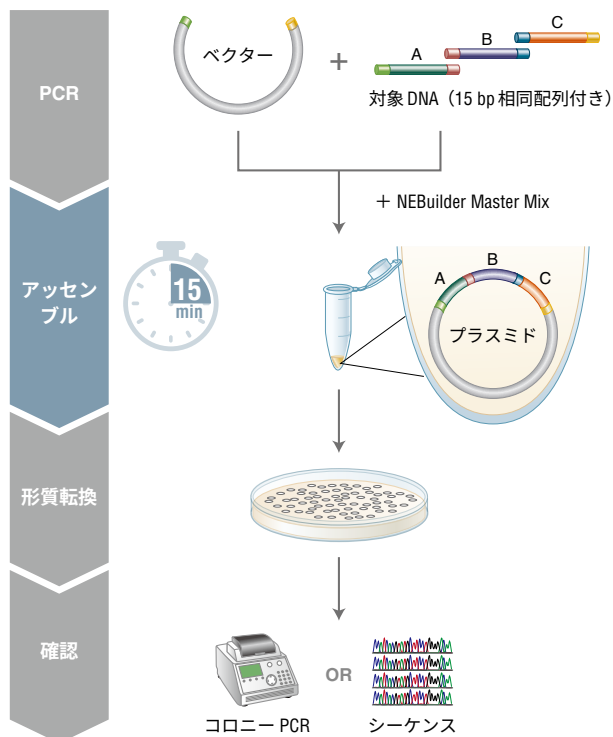 PCR
ベクター
+
A
B
C
対象 DNA（15 bp 相同配列付き）
+ NEBuilder Master Mix
アッセン
ブル
15
min
A
B
C
プラスミド
形質転換
確認
OR
コロニー PCR
シーケンス